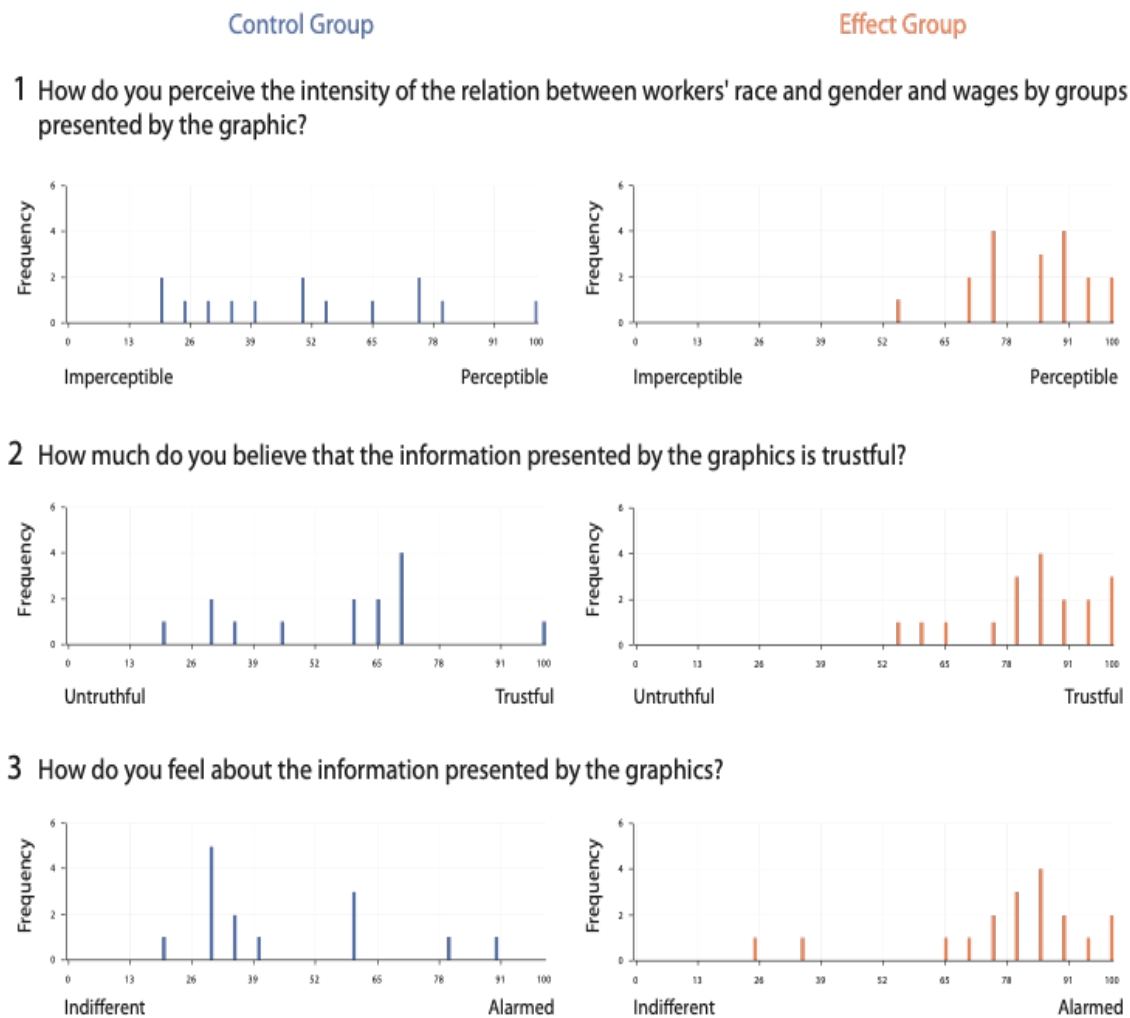 Control Group
Effect Group
1 How do you perceive the intensity of the relation between workers' race and gender and wages by groups
presented by the graphic?
Frequency
6
4
2
0
0 13 26 39 52 65 78 91 100
Imperceptible Perceptible
Frequency
6
4
2
0
0 13 26 39 52 65 78 91 100
Imperceptible Perceptible
2 How much do you believe that the information presented by the graphics is trustful?
Frequency
6
4
2
0
0 13 26 39 52 65 78 91 100
Untruthful Trustful
Frequency
6
4
2
0
0 13 26 39 52 65 78 91 100
Untruthful Trustful
3 How do you feel about the information presented by the graphics?
Frequency
6
4
2
0
0 13 26 39 52 65 78 91 100
Indifferent Alarmed
Frequency
6
4
2
0
0 13 26 39 52 65 78 91 100
Indifferent Alarmed